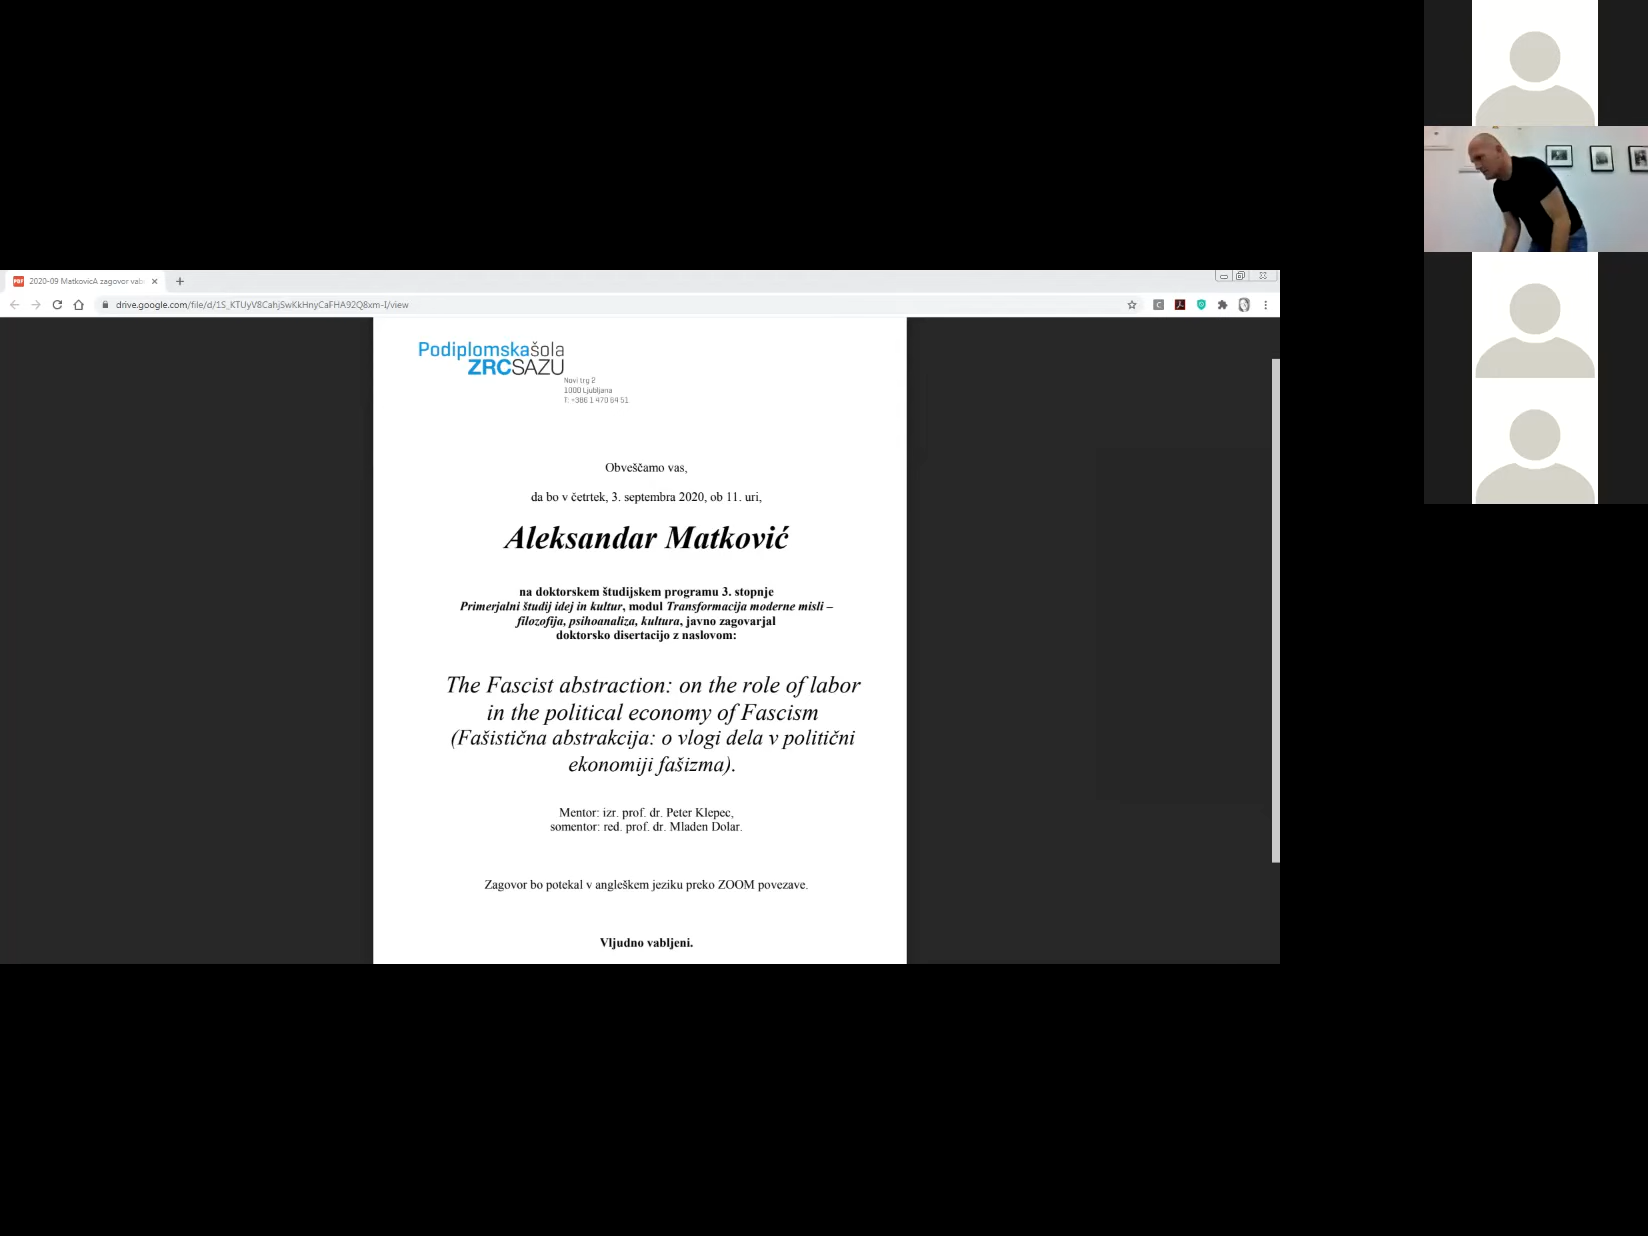 2020-09 MatkovicA zagovor vab
drive.google.com/file/d/1S_KTUyV8CahjSwKkHnyCaFHA92Q8xm-I/view
Podiplomskašola
ZRCSAZU
Novi trg 2
1000 Ljubljana
T: +386 1 470 64 51
Obveščamo vas,
da bo v četrtek, 3. septembra 2020, ob 11. uri,
Aleksandar Matković
na doktorskem študijskem programu 3. stopnje
Primerjalni študij idej in kultur, modul Transformacija moderne misli –
filozofija, psihoanaliza, kultura, javno zagovarjal
doktorsko disertacijo z naslovom:
The Fascist abstraction: on the role of labor
in the political economy of Fascism
(Fašistična abstrakcija: o vlogi dela v politični
ekonomiji fašizma).
Mentor: izr. prof. dr. Peter Klepec,
somentor: red. prof. dr. Mladen Dolar.
Zagovor bo potekal v angleškem jeziku preko ZOOM povezave.
Vljudno vabljeni.